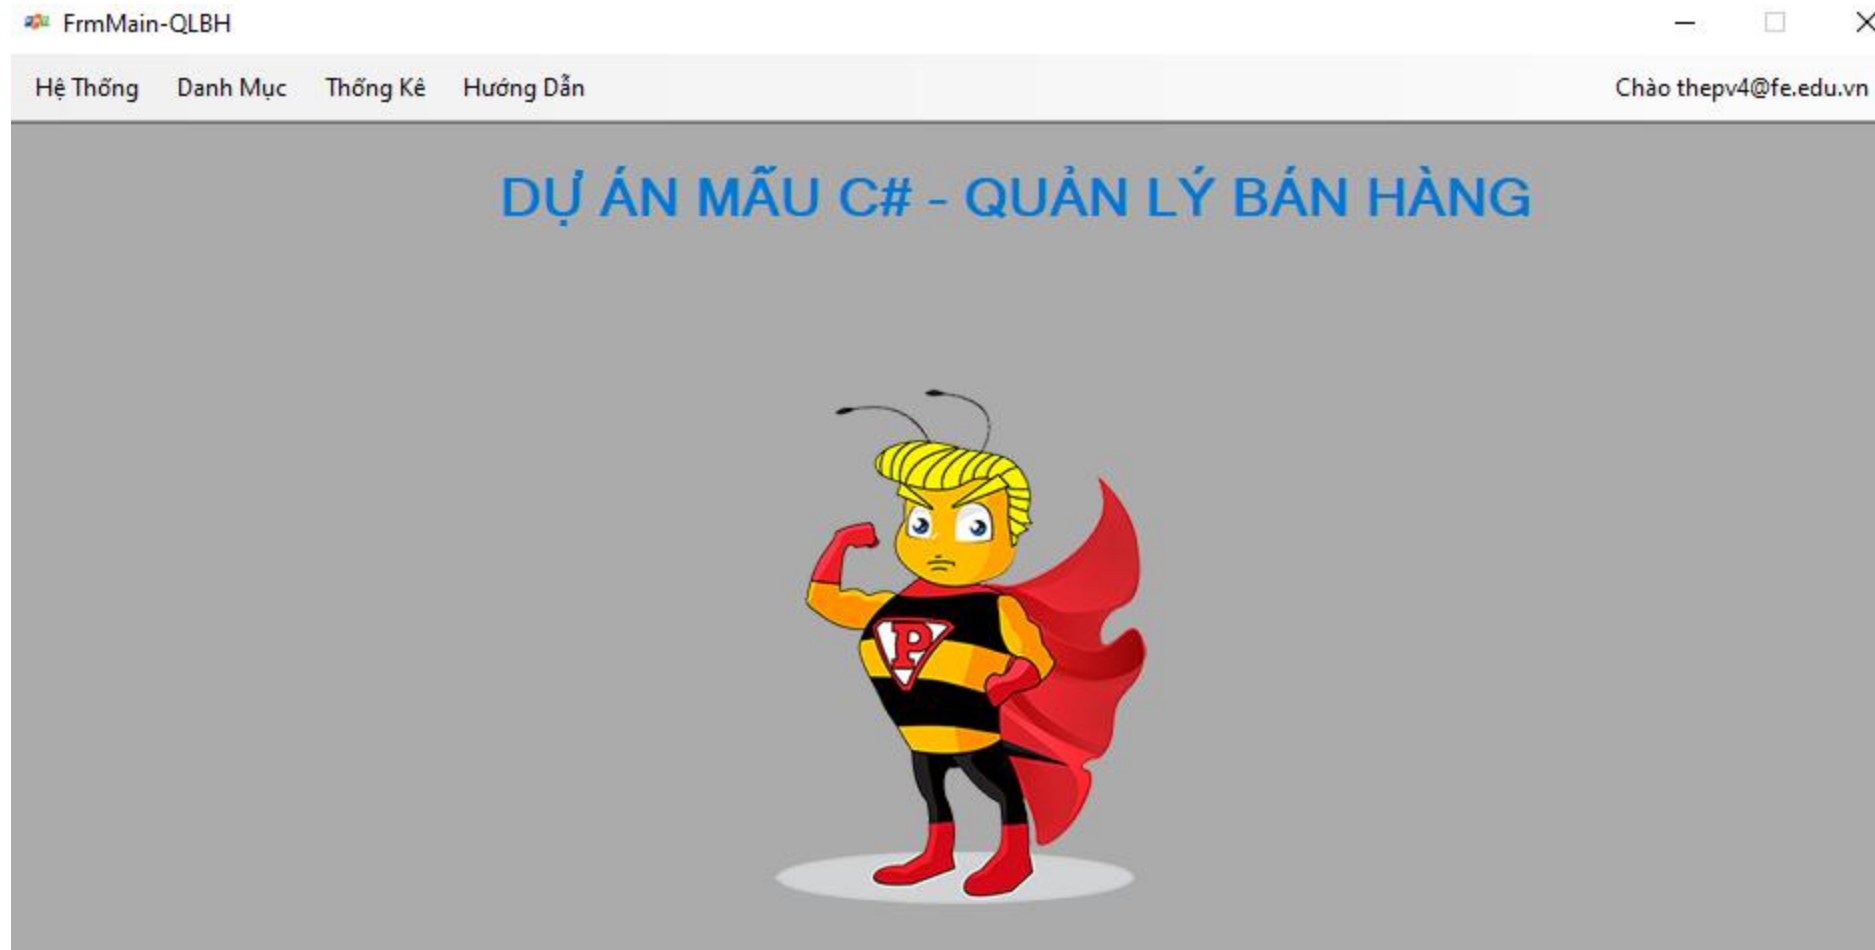 FrmMain-QLBH
Hệ Thống Danh Mục Thống Kê Hướng Dẫn Chào thepv4@fe.edu.vn
DỰ ÁN MẪU C# - QUẢN LÝ BÁN HÀNG
P